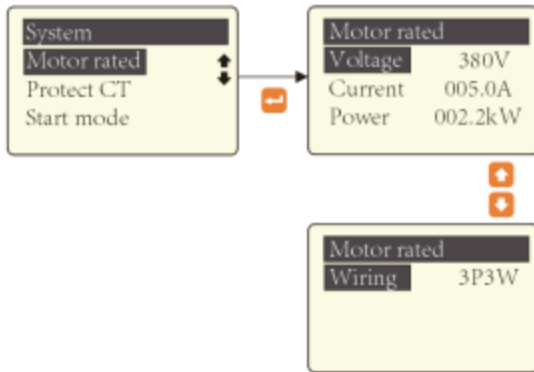 System
Motor rated
Protect CT
Start mode
Motor rated
Voltage 380V
Current 005.0A
Power 002.2kW
Motor rated
Wiring 3P3W